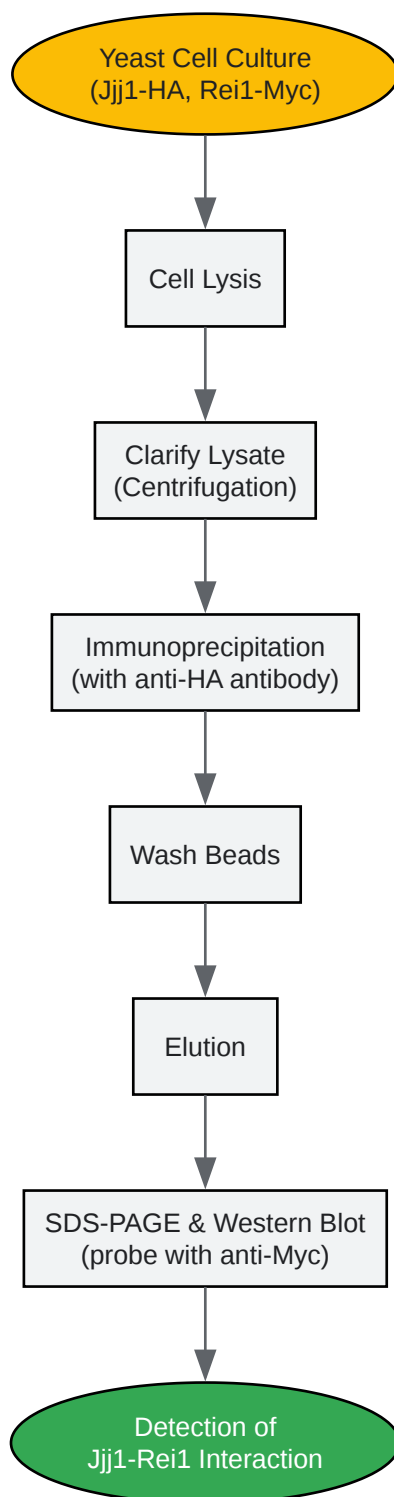 Yeast Cell Culture
(Jjj1-HA, Rei1-Myc)
Cell Lysis
Clarify Lysate
(Centrifugation)
Immunoprecipitation
(with anti-HA antibody)
Wash Beads
Elution
SDS-PAGE & Western Blot
(probe with anti-Myc)
Detection of
Jjj1-Rei1 Interaction